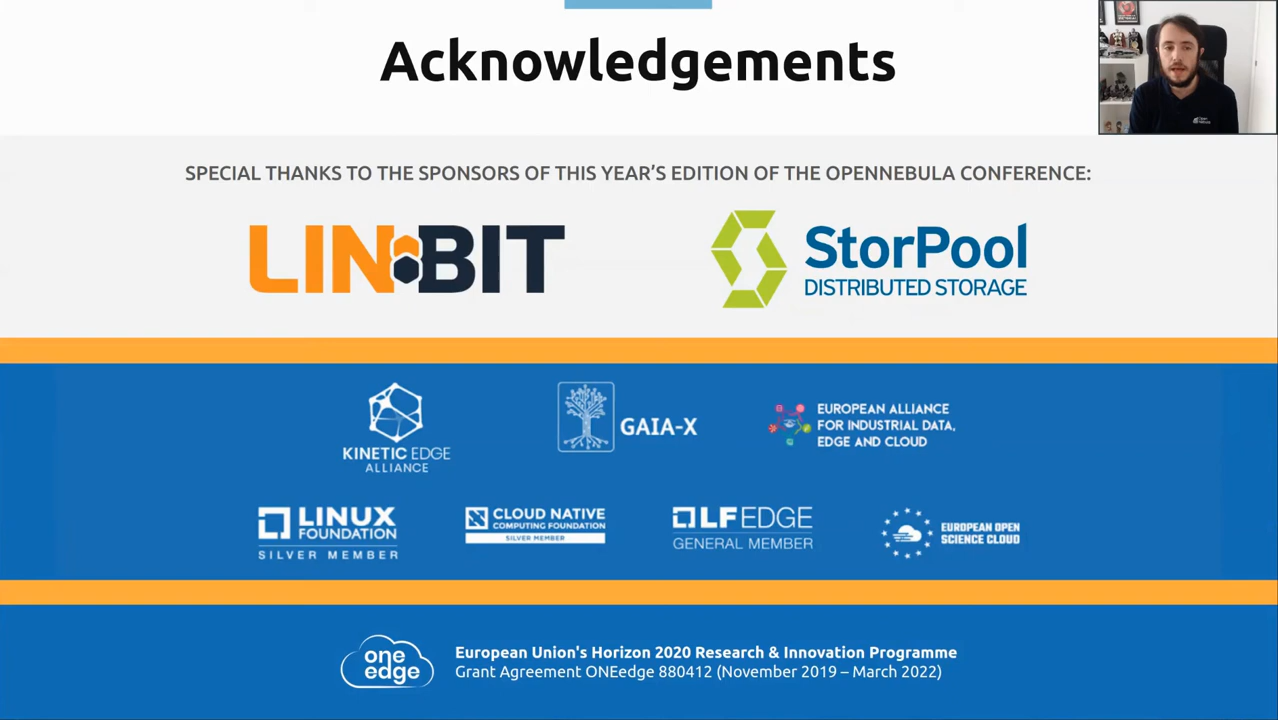 Acknowledgements
SPECIAL THANKS TO THE SPONSORS OF THIS YEAR'S EDITION OF THE OPENNEBULA CONFERENCE:
LINBIT
StorPool
DISTRIBUTED STORAGE
KINETIC EDGE
ALLIANCE
GAIA-X
EUROPEAN ALLIANCE
FOR INDUSTRIAL DATA,
EDGE AND CLOUD
LINUX
FOUNDATION
SILVER MEMBER
CLOUD NATIVE
COMPUTING FOUNDATION
SILVER MEMBER
LF EDGE
GENERAL MEMBER
EUROPEAN OPEN
SCIENCE CLOUD
one
edge
European Union's Horizon 2020 Research & Innovation Programme
Grant Agreement ONEedge 880412 (November 2019 – March 2022)